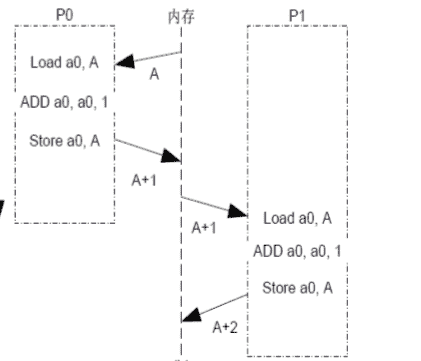 P0
内存
P1
Load a0, A
A
ADD a0, a0, 1
Store a0, A
A+1
A+1
Load a0, A
ADD a0, a0, 1
Store a0, A
A+2